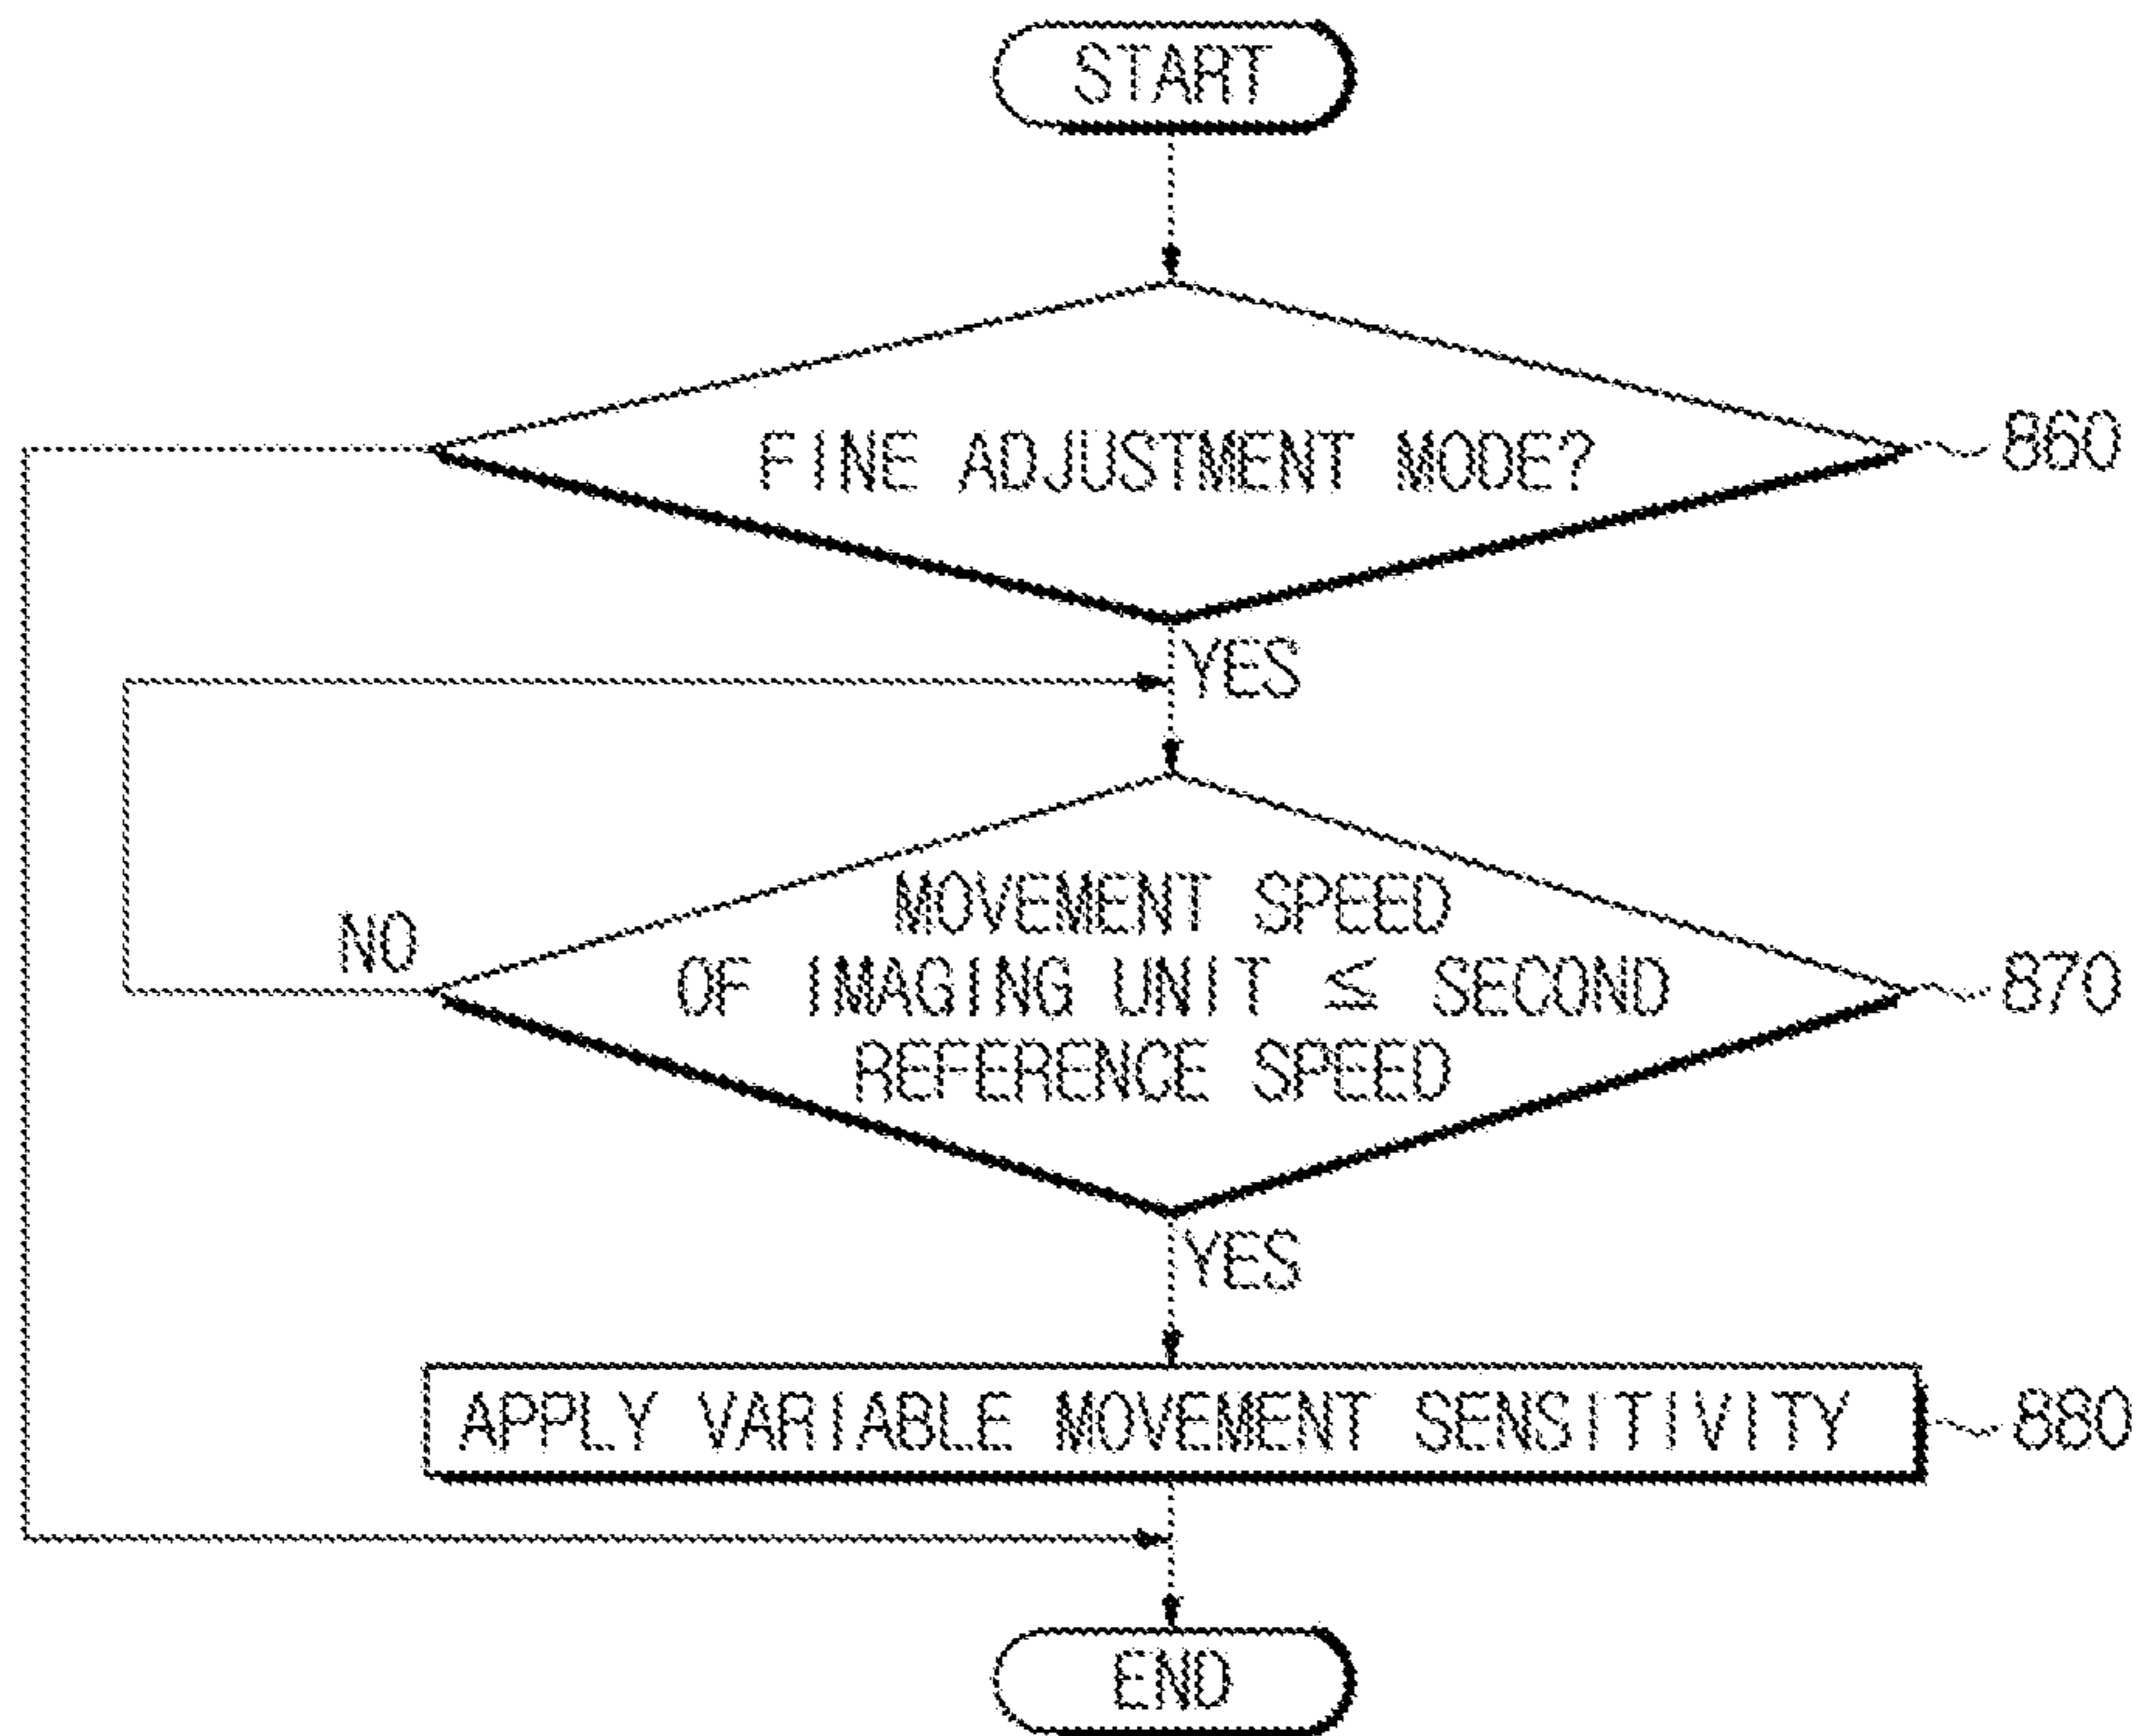 START
FINE ADJUSTMENT MODE?
860
YES
MOVEMENT SPEED
OF IMAGING UNIT ≦ SECOND
REFERENCE SPEED
NO
870
YES
APPLY VARIABLE MOVEMENT SENSITIVITY
880
END